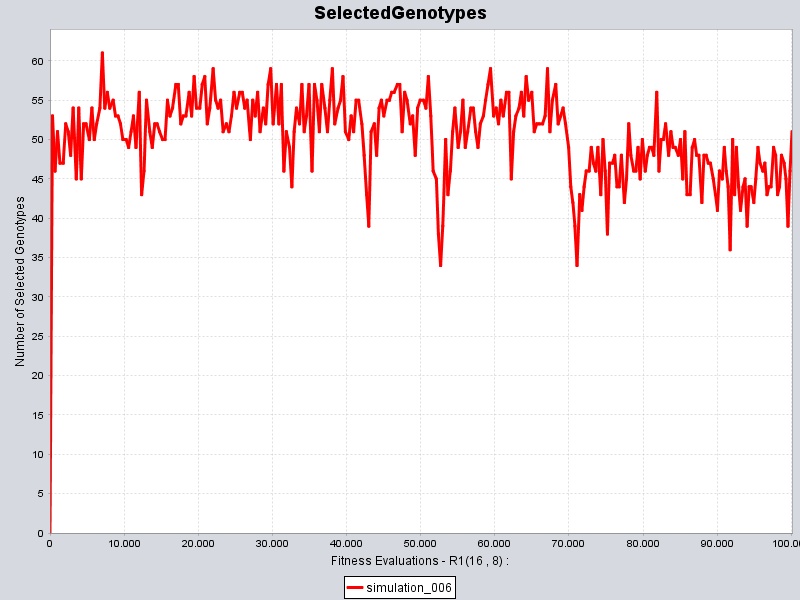 SelectedGenotypes
Number of Selected Genotypes
60
55
50
45
40
35
30
25
20
15
10
5
0
0 10.000 20.000 30.000 40.000 50.000 60.000 70.000 80.000 90.000 100.00
Fitness Evaluations - R1(16 , 8) :
simulation_006